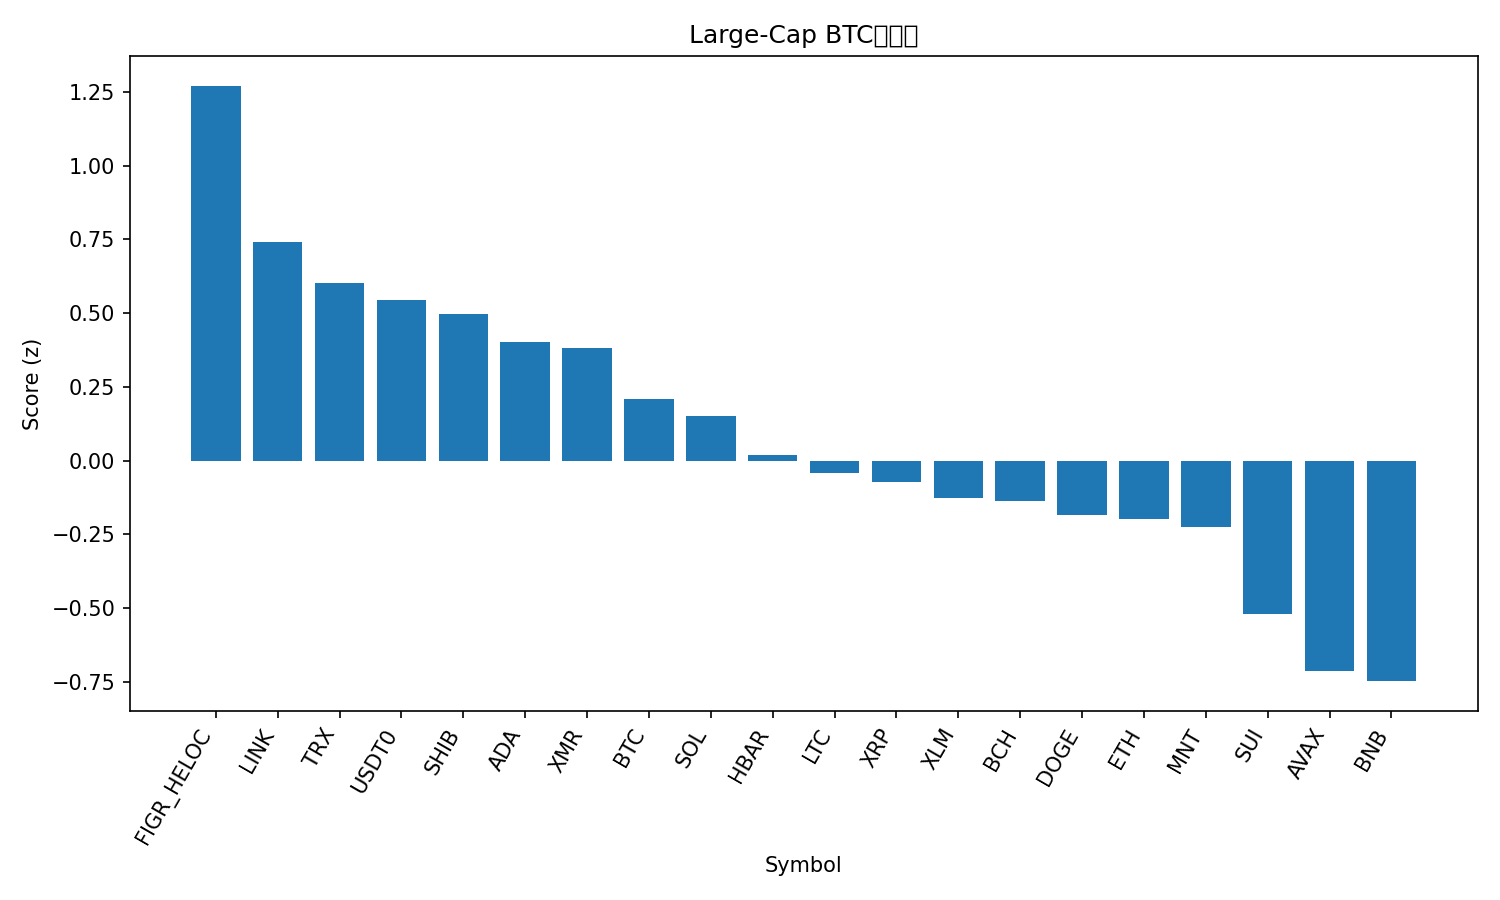 Large-Cap BTC
1.25
1.00
0.75
0.50
0.25
0.00
−0.25
−0.50
−0.75
Score (z)
FIGR_HELOC
LINK
TRX
USDT0
SHIB
ADA
XMR
BTC
SOL
HBAR
LTC
XRP
XLM
BCH
DOGE
ETH
MNT
SUI
AVAX
BNB
Symbol